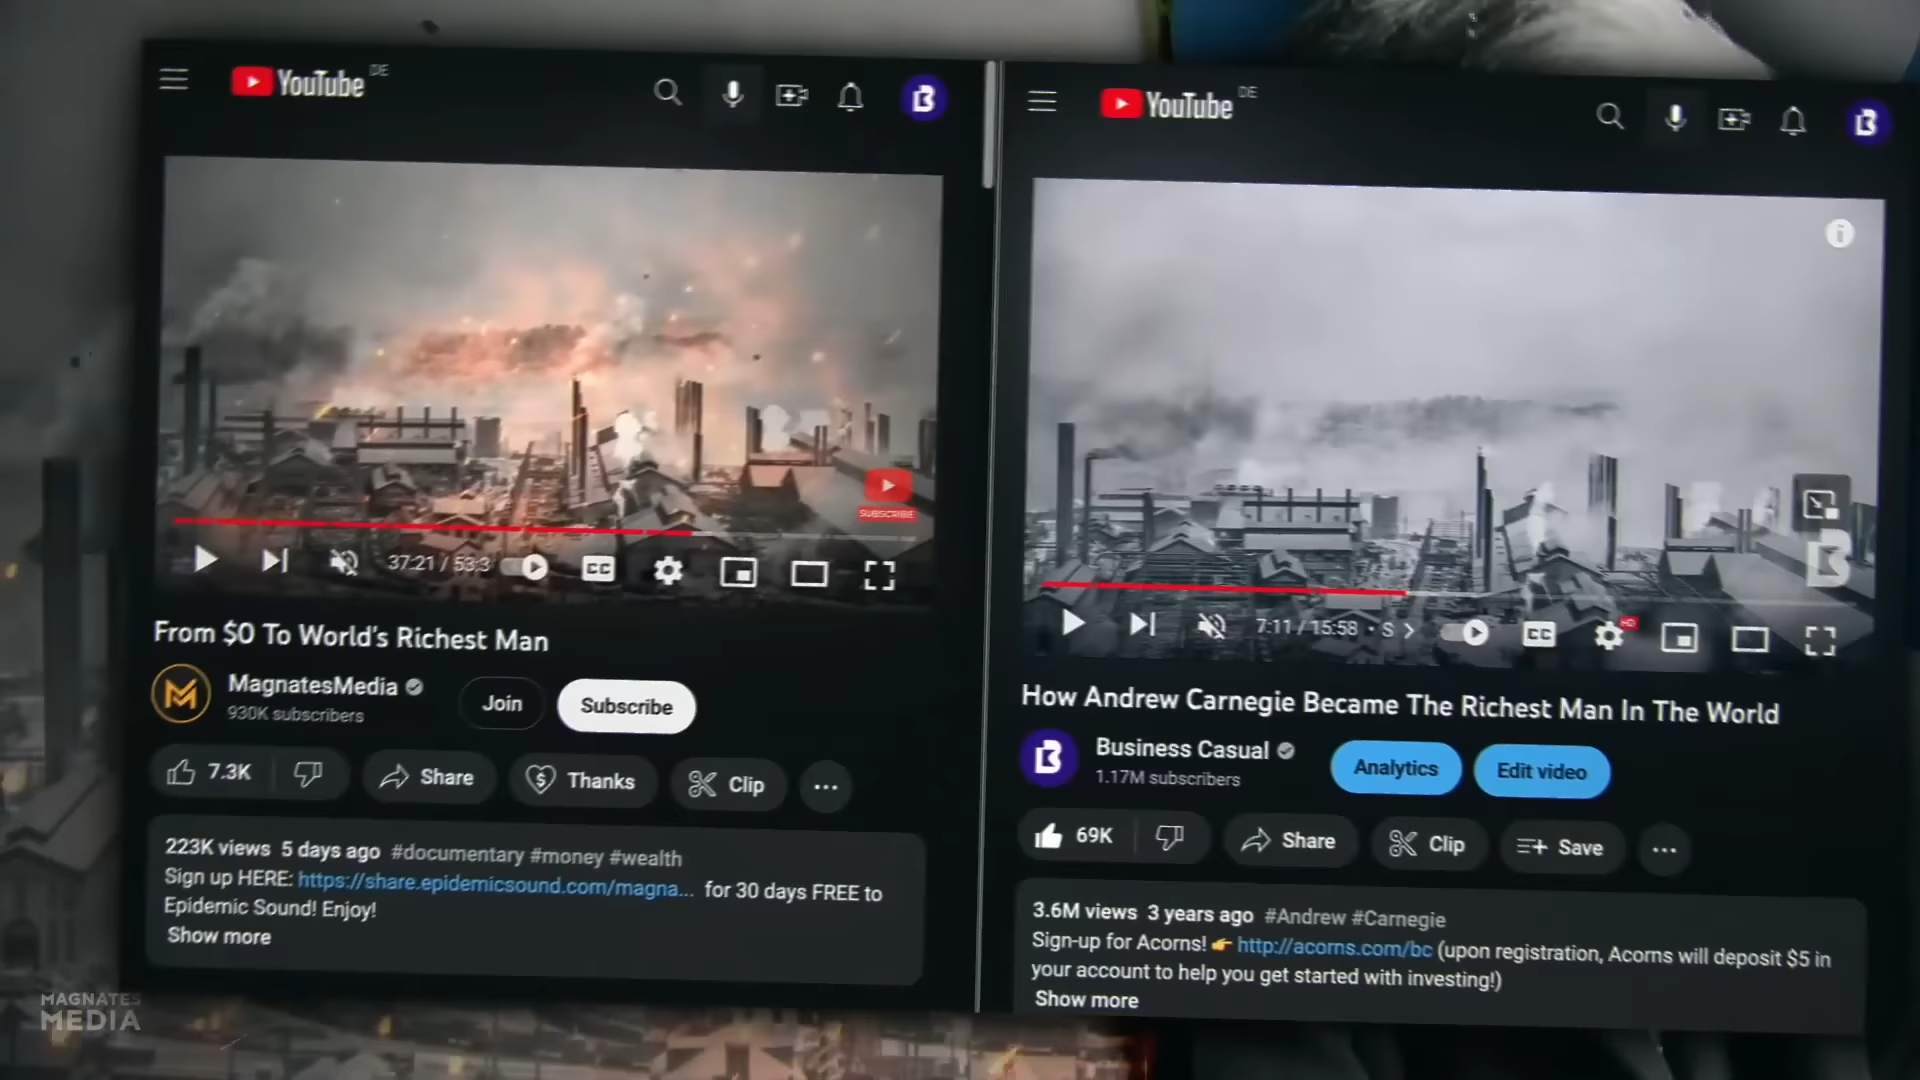 YouTube DE
SUBSCRIBE
37:21 / 53:3
CC
From $0 To World's Richest Man
MagnatesMedia
930K subscribers
Join
Subscribe
7.3K
Share
Thanks
Clip
223K views 5 days ago #documentary #money #wealth
Sign up HERE: https://share.epidemicsound.com/magna... for 30 days FREE to
Epidemic Sound! Enjoy!
Show more
YouTube DE
7:11 / 15:58 • S
CC
HD
How Andrew Carnegie Became The Richest Man In The World
Business Casual
1.17M subscribers
Analytics
Edit video
69K
Share
Clip
Save
3.6M views 3 years ago #Andrew #Carnegie
Sign-up for Acorns! 👉 http://acorns.com/bc (upon registration, Acorns will deposit $5 in
your account to help you get started with investing!)
Show more
MAGNATES
MEDIA